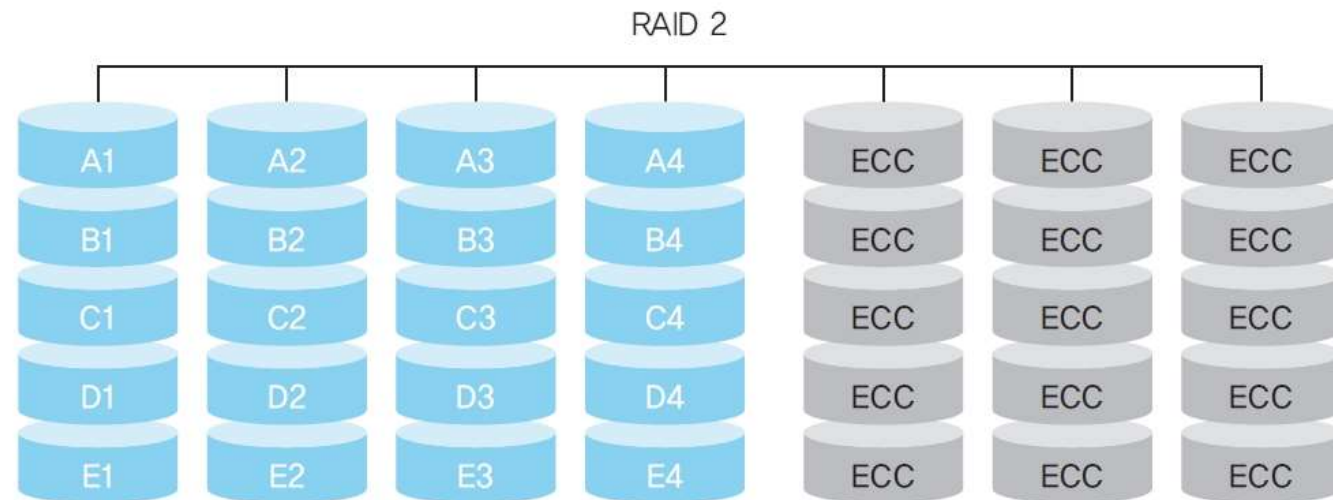 RAID 2
A1 A2 A3 A4 ECC ECC ECC
B1 B2 B3 B4 ECC ECC ECC
C1 C2 C3 C4 ECC ECC ECC
D1 D2 D3 D4 ECC ECC ECC
E1 E2 E3 E4 ECC ECC ECC